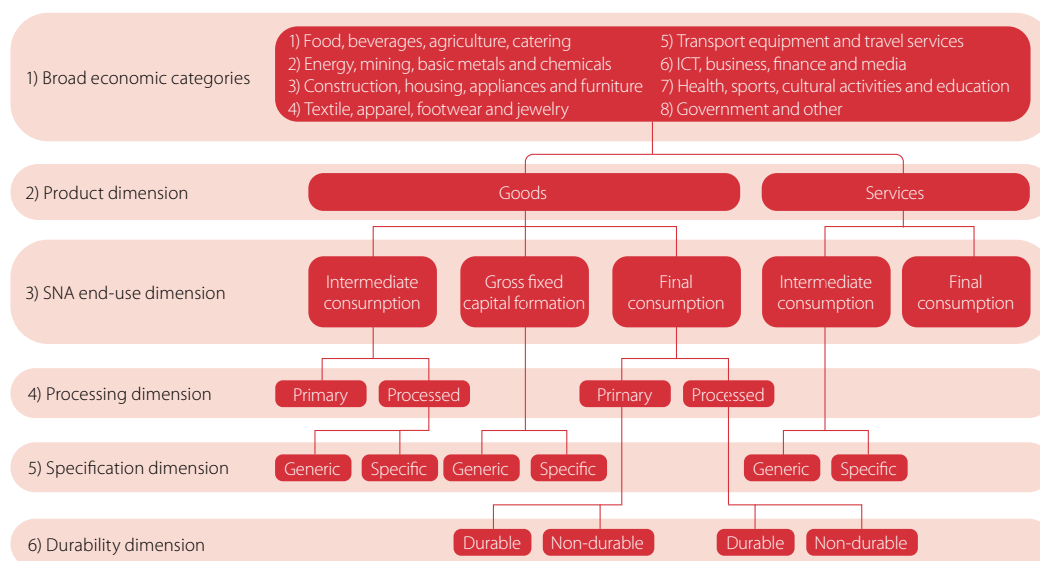 1) Broad economic categories
1) Food, beverages, agriculture, catering
2) Energy, mining, basic metals and chemicals
3) Construction, housing, appliances and furniture
4) Textile, apparel, footwear and jewelry
5) Transport equipment and travel services
6) ICT, business, finance and media
7) Health, sports, cultural activities and education
8) Government and other
2) Product dimension
Goods
Services
3) SNA end-use dimension
Intermediate
consumption
Gross fixed
capital formation
Final
consumption
Intermediate
consumption
Final
consumption
4) Processing dimension
Primary
Processed
Primary
Processed
5) Specification dimension
Generic
Specific
Generic
Specific
Generic
Specific
6) Durability dimension
Durable
Non-durable
Durable
Non-durable